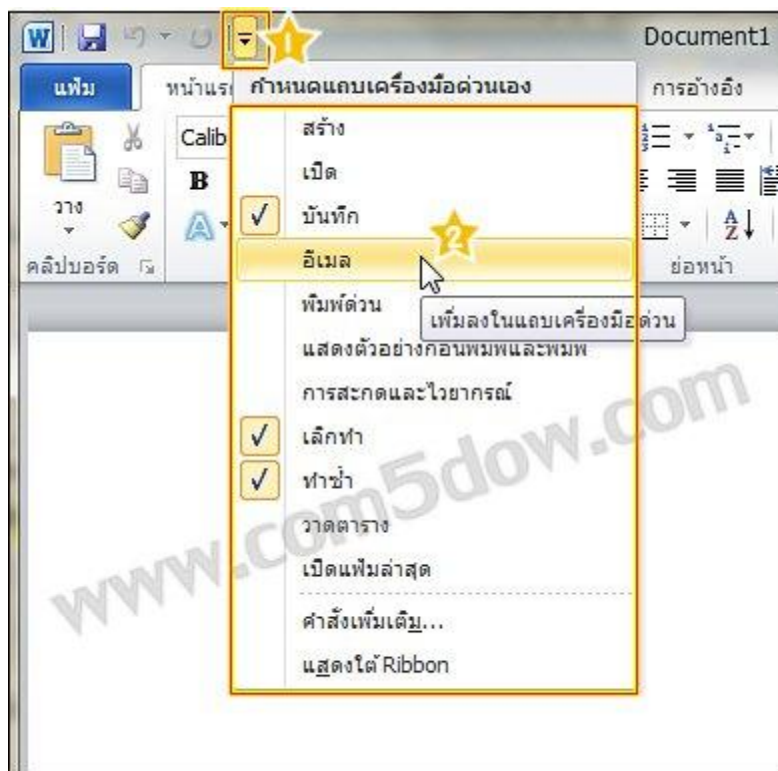 W
1
Document1
แฟ้ม
หน้าแร
กำหนดแถบเครื่องมือด่วนเอง
การอ้างอิง
Calib
B
วาง
คลิปบอร์ด
ย่อหน้า
สร้าง
เปิด
บันทึก
2
อีเมล
พิมพ์ด่วน
เพิ่มลงในแถบเครื่องมือด่วน
แสดงตัวอย่างก่อนพิมพ์และพิมพ์
การสะกดและไวยากรณ์
เลิกทำ
ทำซ้ำ
วาดตาราง
เปิดแฟ้มล่าสุด
คำสั่งเพิ่มเติม...
แสดงใต้ Ribbon
www.com5dow.com